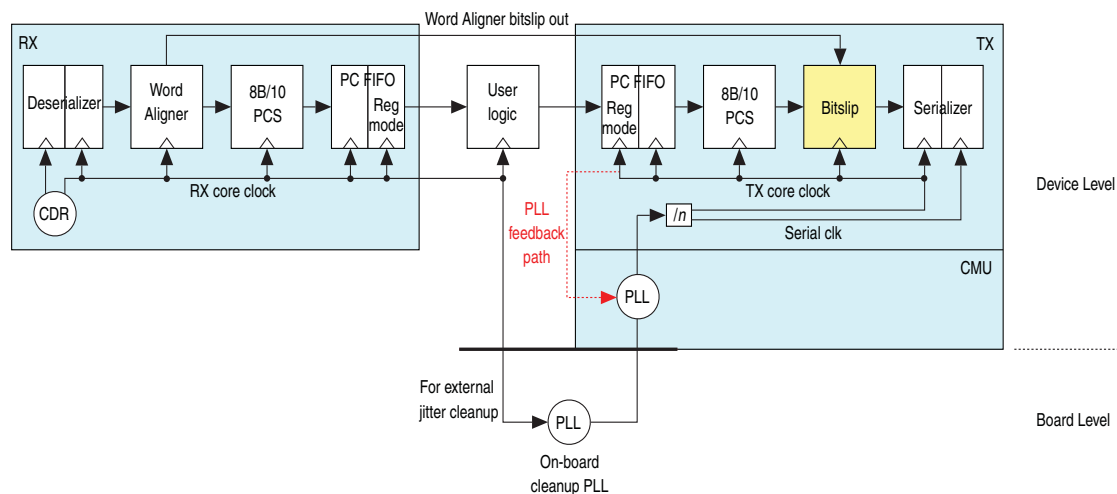 Word Aligner bitslip out
RX
TX
Deserializer
Word
Aligner
8B/10
PCS
PC FIFO
Reg
mode
User
logic
PC FIFO
Reg
mode
8B/10
PCS
Bitslip
Serializer
RX core clock
TX core clock
CDR
PLL
feedback
path
/n
Serial clk
Device Level
CMU
PLL
For external
jitter cleanup
PLL
Board Level
On-board
cleanup PLL